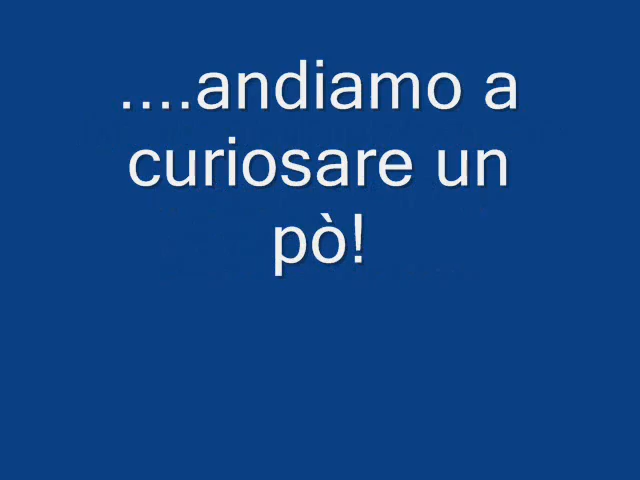 ....andiamo a
curiosare un
pò!